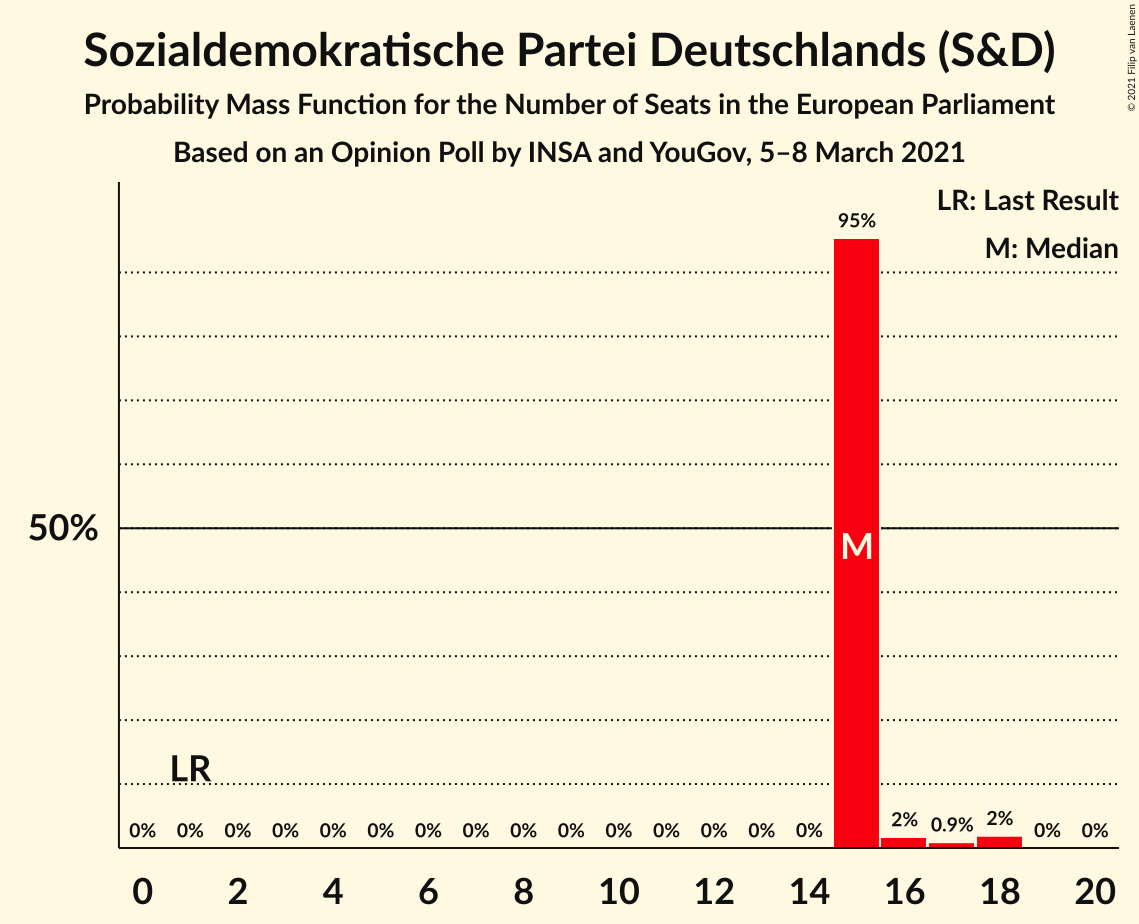 Sozialdemokratische Partei Deutschlands (S&D)
Probability Mass Function for the Number of Seats in the European Parliament
Based on an Opinion Poll by INSA and YouGov, 5–8 March 2021
© 2021 Filip van Laenen
LR: Last Result
M: Median
95%
50%
M
LR
0% 0% 0% 0% 0% 0% 0% 0% 0% 0% 0% 0% 0% 0% 0% 2% 0.9% 2% 0% 0%
0 2 4 6 8 10 12 14 16 18 20